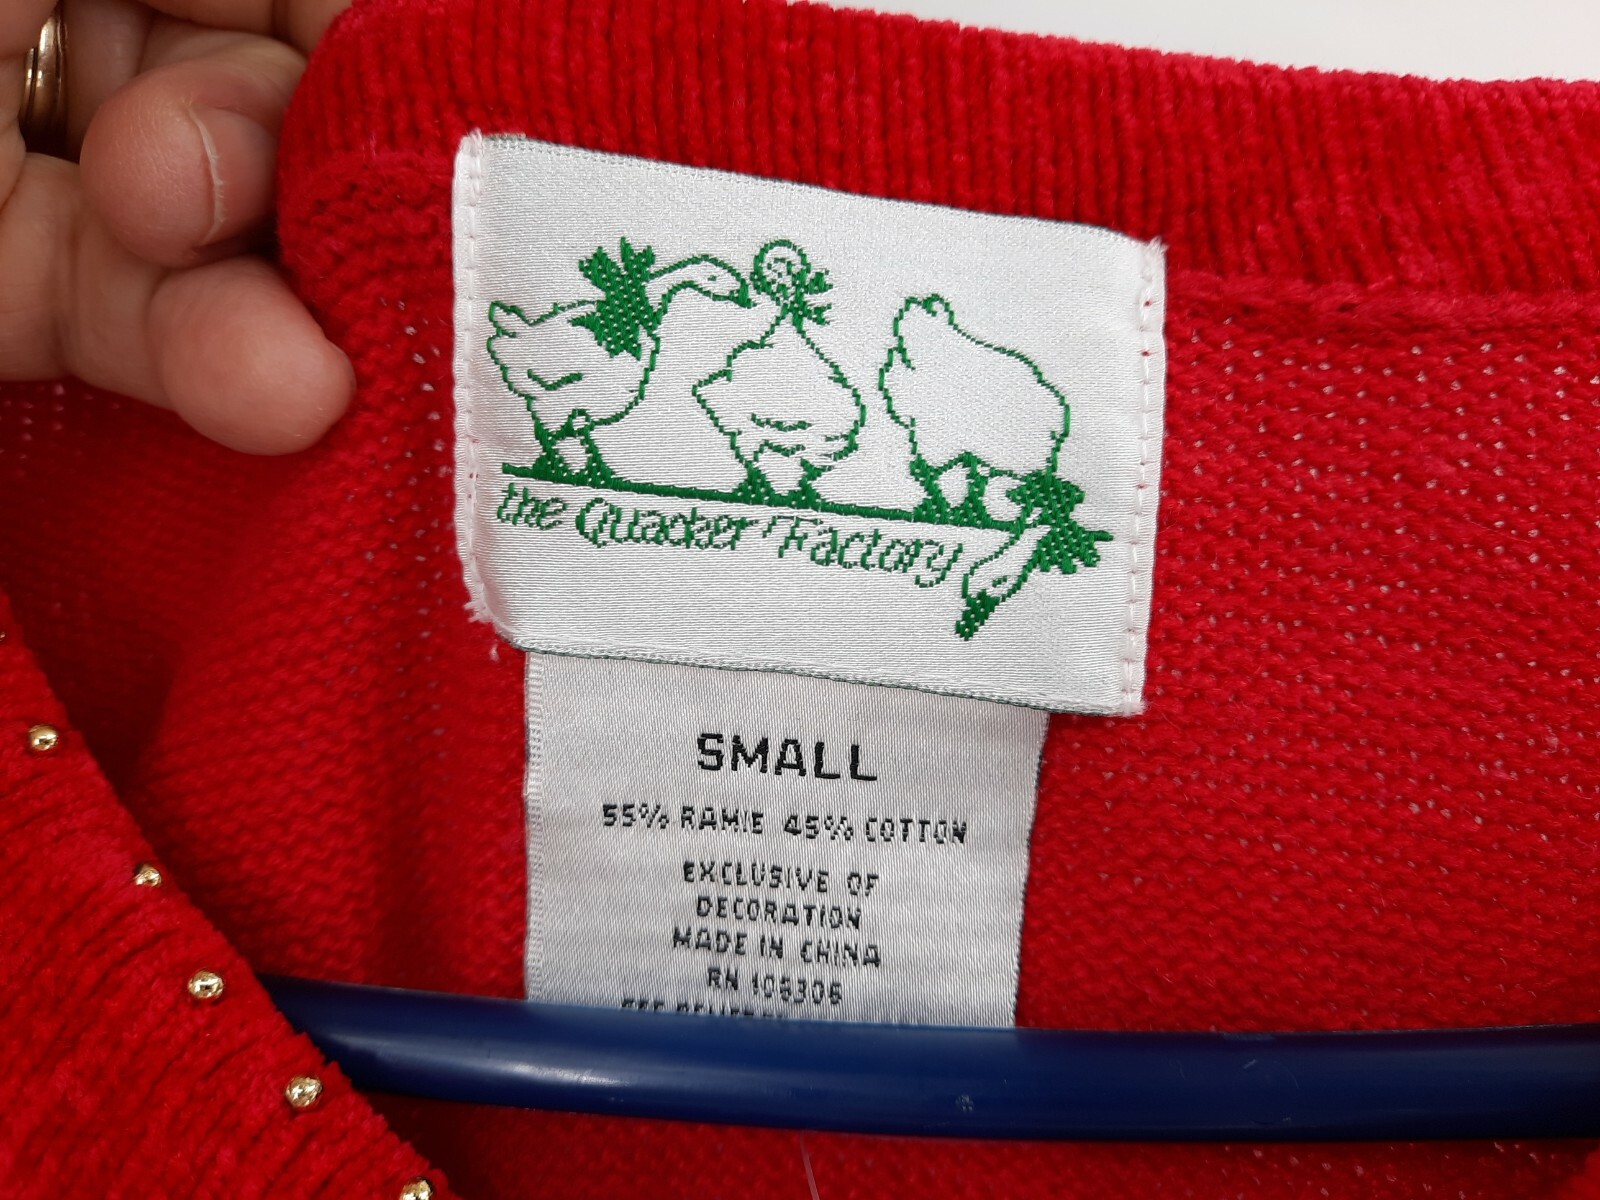 the Quacker Factory
SMALL
55% RAMIE 45% COTTON
EXCLUSIVE OF
DECORATION
MADE IN CHINA
RN 106306